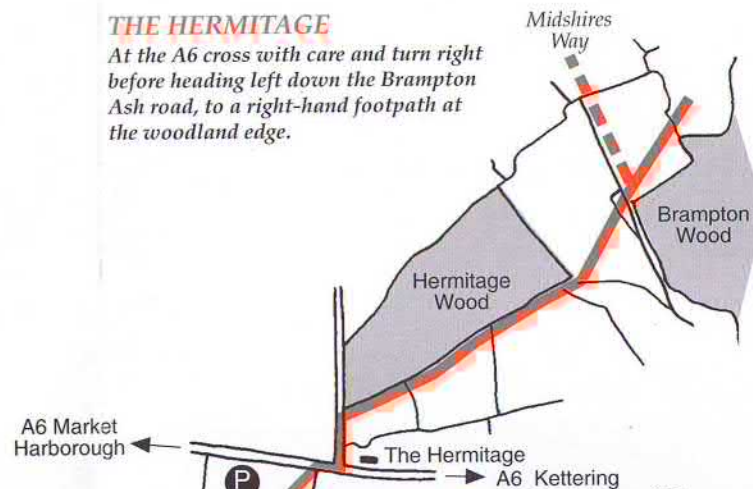 THE HERMITAGE
At the A6 cross with care and turn right
before heading left down the Brampton
Ash road, to a right-hand footpath at
the woodland edge.
Midshires
Way
Brampton
Wood
Hermitage
Wood
A6 Market
Harborough
The Hermitage
P
A6 Kettering